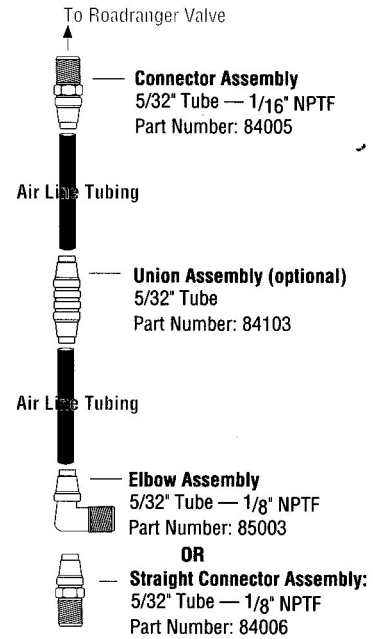 To Roadranger Valve
Connector Assembly
5/32" Tube — 1/16" NPTF
Part Number: 84005
Air Line Tubing
Union Assembly (optional)
5/32" Tube
Part Number: 84103
Air Line Tubing
Elbow Assembly
5/32" Tube — 1/8" NPTF
Part Number: 85003
OR
Straight Connector Assembly:
5/32" Tube — 1/8" NPTF
Part Number: 84006